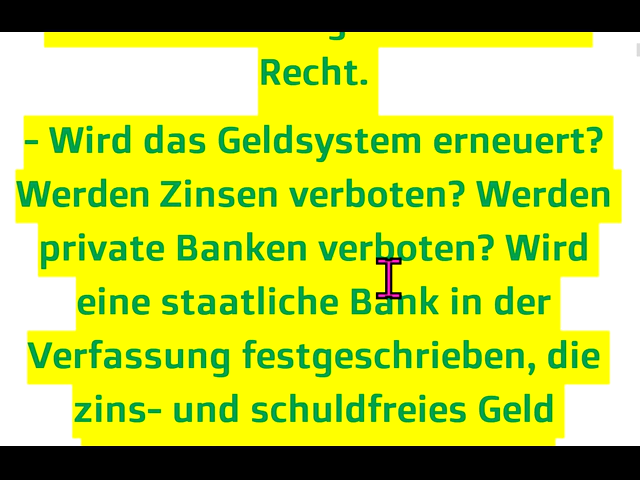 Recht.
- Wird das Geldsystem erneuert?
Werden Zinsen verboten? Werden
private Banken verboten? Wird
eine staatliche Bank in der
Verfassung festgeschrieben, die
zins- und schuldfreies Geld